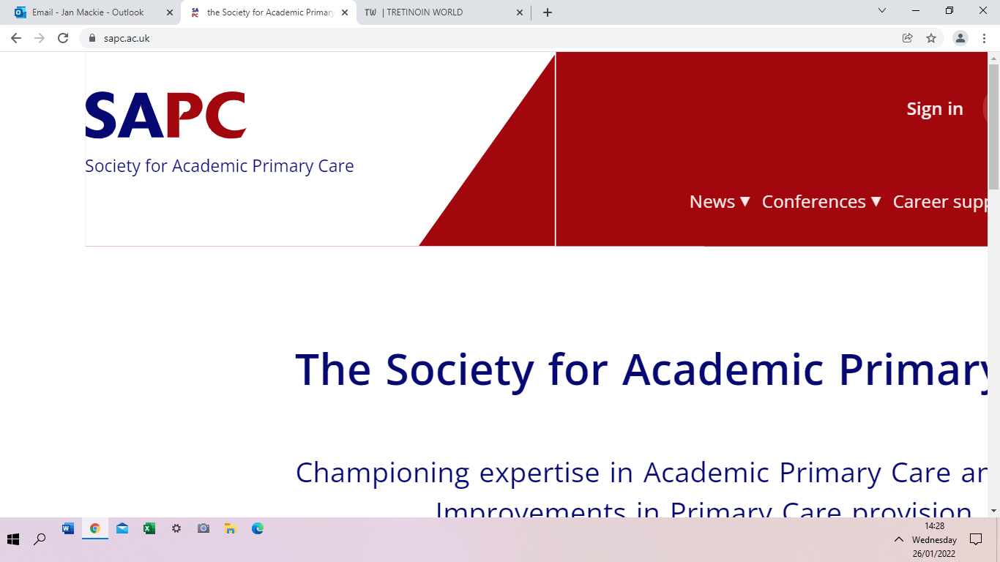 Email - Jan Mackie - Outlook
the Society for Academic Primary
TW | TRETINOIN WORLD
sapc.ac.uk
SAPC
Society for Academic Primary Care
Sign in
News ▼ Conferences ▼ Career supp
The Society for Academic Primary
Championing expertise in Academic Primary Care an
Improvements in Primary Care provision
14:28
Wednesday
26/01/2022